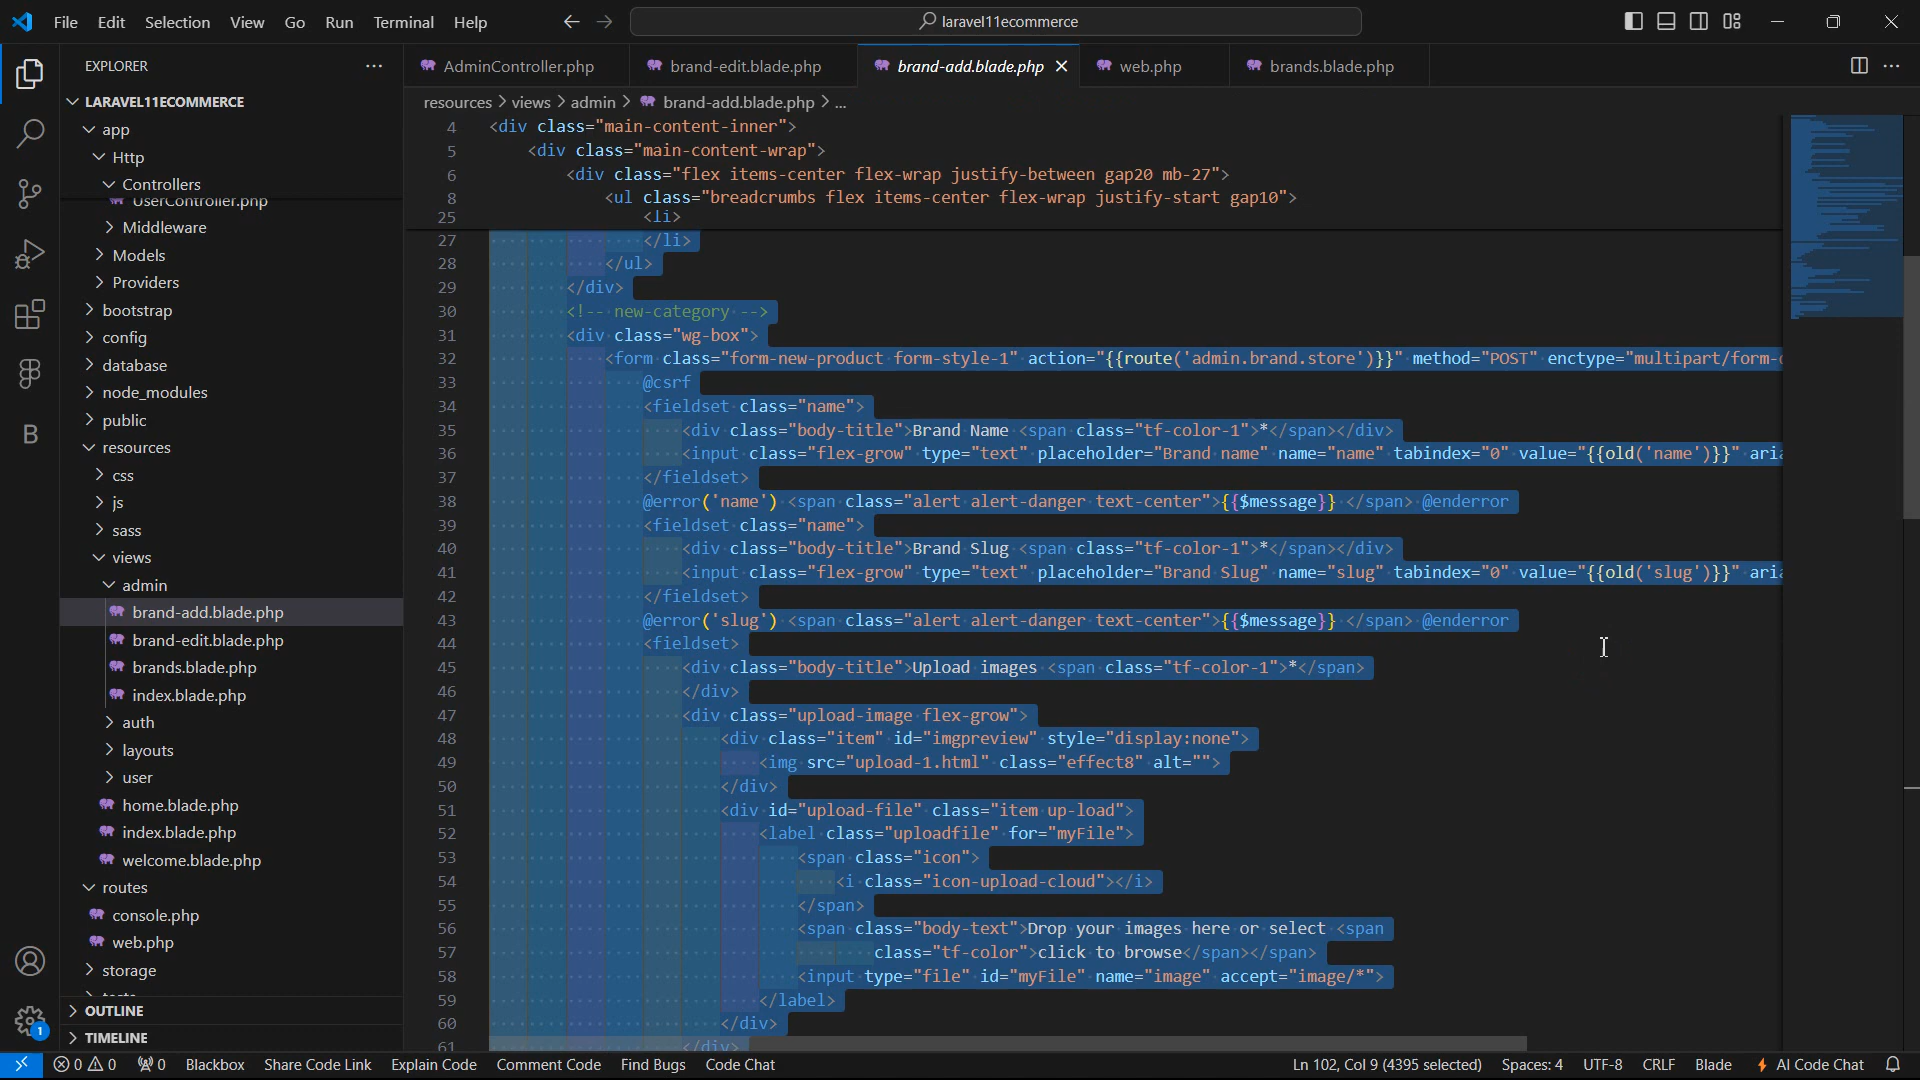 File Edit Selection View Go Run Terminal Help
laravel11ecommerce
EXPLORER
LARAVEL11ECOMMERCE
app
Http
Controllers
UserController.php
Middleware
Models
Providers
bootstrap
config
database
node_modules
public
resources
css
js
sass
views
admin
brand-add.blade.php
brand-edit.blade.php
brands.blade.php
index.blade.php
auth
layouts
user
home.blade.php
index.blade.php
welcome.blade.php
routes
console.php
web.php
storage
OUTLINE
TIMELINE
AdminController.php brand-edit.blade.php brand-add.blade.php web.php brands.blade.php
resources > views > admin > brand-add.blade.php > ...
4 <div class="main-content-inner">
5 <div class="main-content-wrap">
6 <div class="flex items-center flex-wrap justify-between gap20 mb-27">
8 <ul class="breadcrumbs flex items-center flex-wrap justify-start gap10">
25 <li>
27 </li>
28 </ul>
29 </div>
30 <!-- new-category -->
31 <div class="wg-box">
32 <form class="form-new-product form-style-1" action="{{route('admin.brand.store')}}" method="POST" enctype="multipart/form-
33 @csrf
34 <fieldset class="name">
35 <div class="body-title">Brand Name <span class="tf-color-1">*</span></div>
36 <input class="flex-grow" type="text" placeholder="Brand name" name="name" tabindex="0" value="{{old('name')}}" aria
37 </fieldset>
38 @error('name') <span class="alert alert-danger text-center">{{$message}} </span> @enderror
39 <fieldset class="name">
40 <div class="body-title">Brand Slug <span class="tf-color-1">*</span></div>
41 <input class="flex-grow" type="text" placeholder="Brand Slug" name="slug" tabindex="0" value="{{old('slug')}}" aria
42 </fieldset>
43 @error('slug') <span class="alert alert-danger text-center">{{$message}} </span> @enderror
44 <fieldset>
45 <div class="body-title">Upload images <span class="tf-color-1">*</span>
46 </div>
47 <div class="upload-image flex-grow">
48 <div class="item" id="imgpreview" style="display:none">
49 <img src="upload-1.html" class="effect8" alt="">
50 </div>
51 <div id="upload-file" class="item up-load">
52 <label class="uploadfile" for="myFile">
53 <span class="icon">
54 <i class="icon-upload-cloud"></i>
55 </span>
56 <span class="body-text">Drop your images here or select <span
57 class="tf-color">click to browse</span></span>
58 <input type="file" id="myFile" name="image" accept="image/*">
59 </label>
60 </div>
61 </div>
B
1
0 0 0 Blackbox Share Code Link Explain Code Comment Code Find Bugs Code Chat Ln 102, Col 9 (4395 selected) Spaces: 4 UTF-8 CRLF Blade AI Code Chat